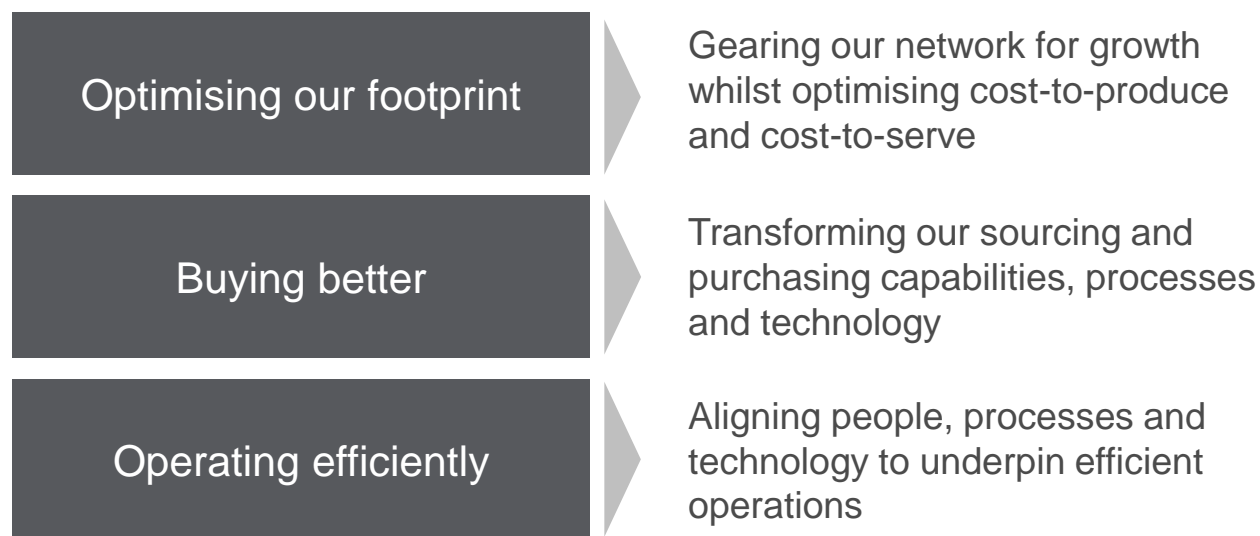 Optimising our footprint
Gearing our network for growth
whilst optimising cost-to-produce
and cost-to-serve
Buying better
Transforming our sourcing and
purchasing capabilities, processes
and technology
Operating efficiently
Aligning people, processes and
technology to underpin efficient
operations